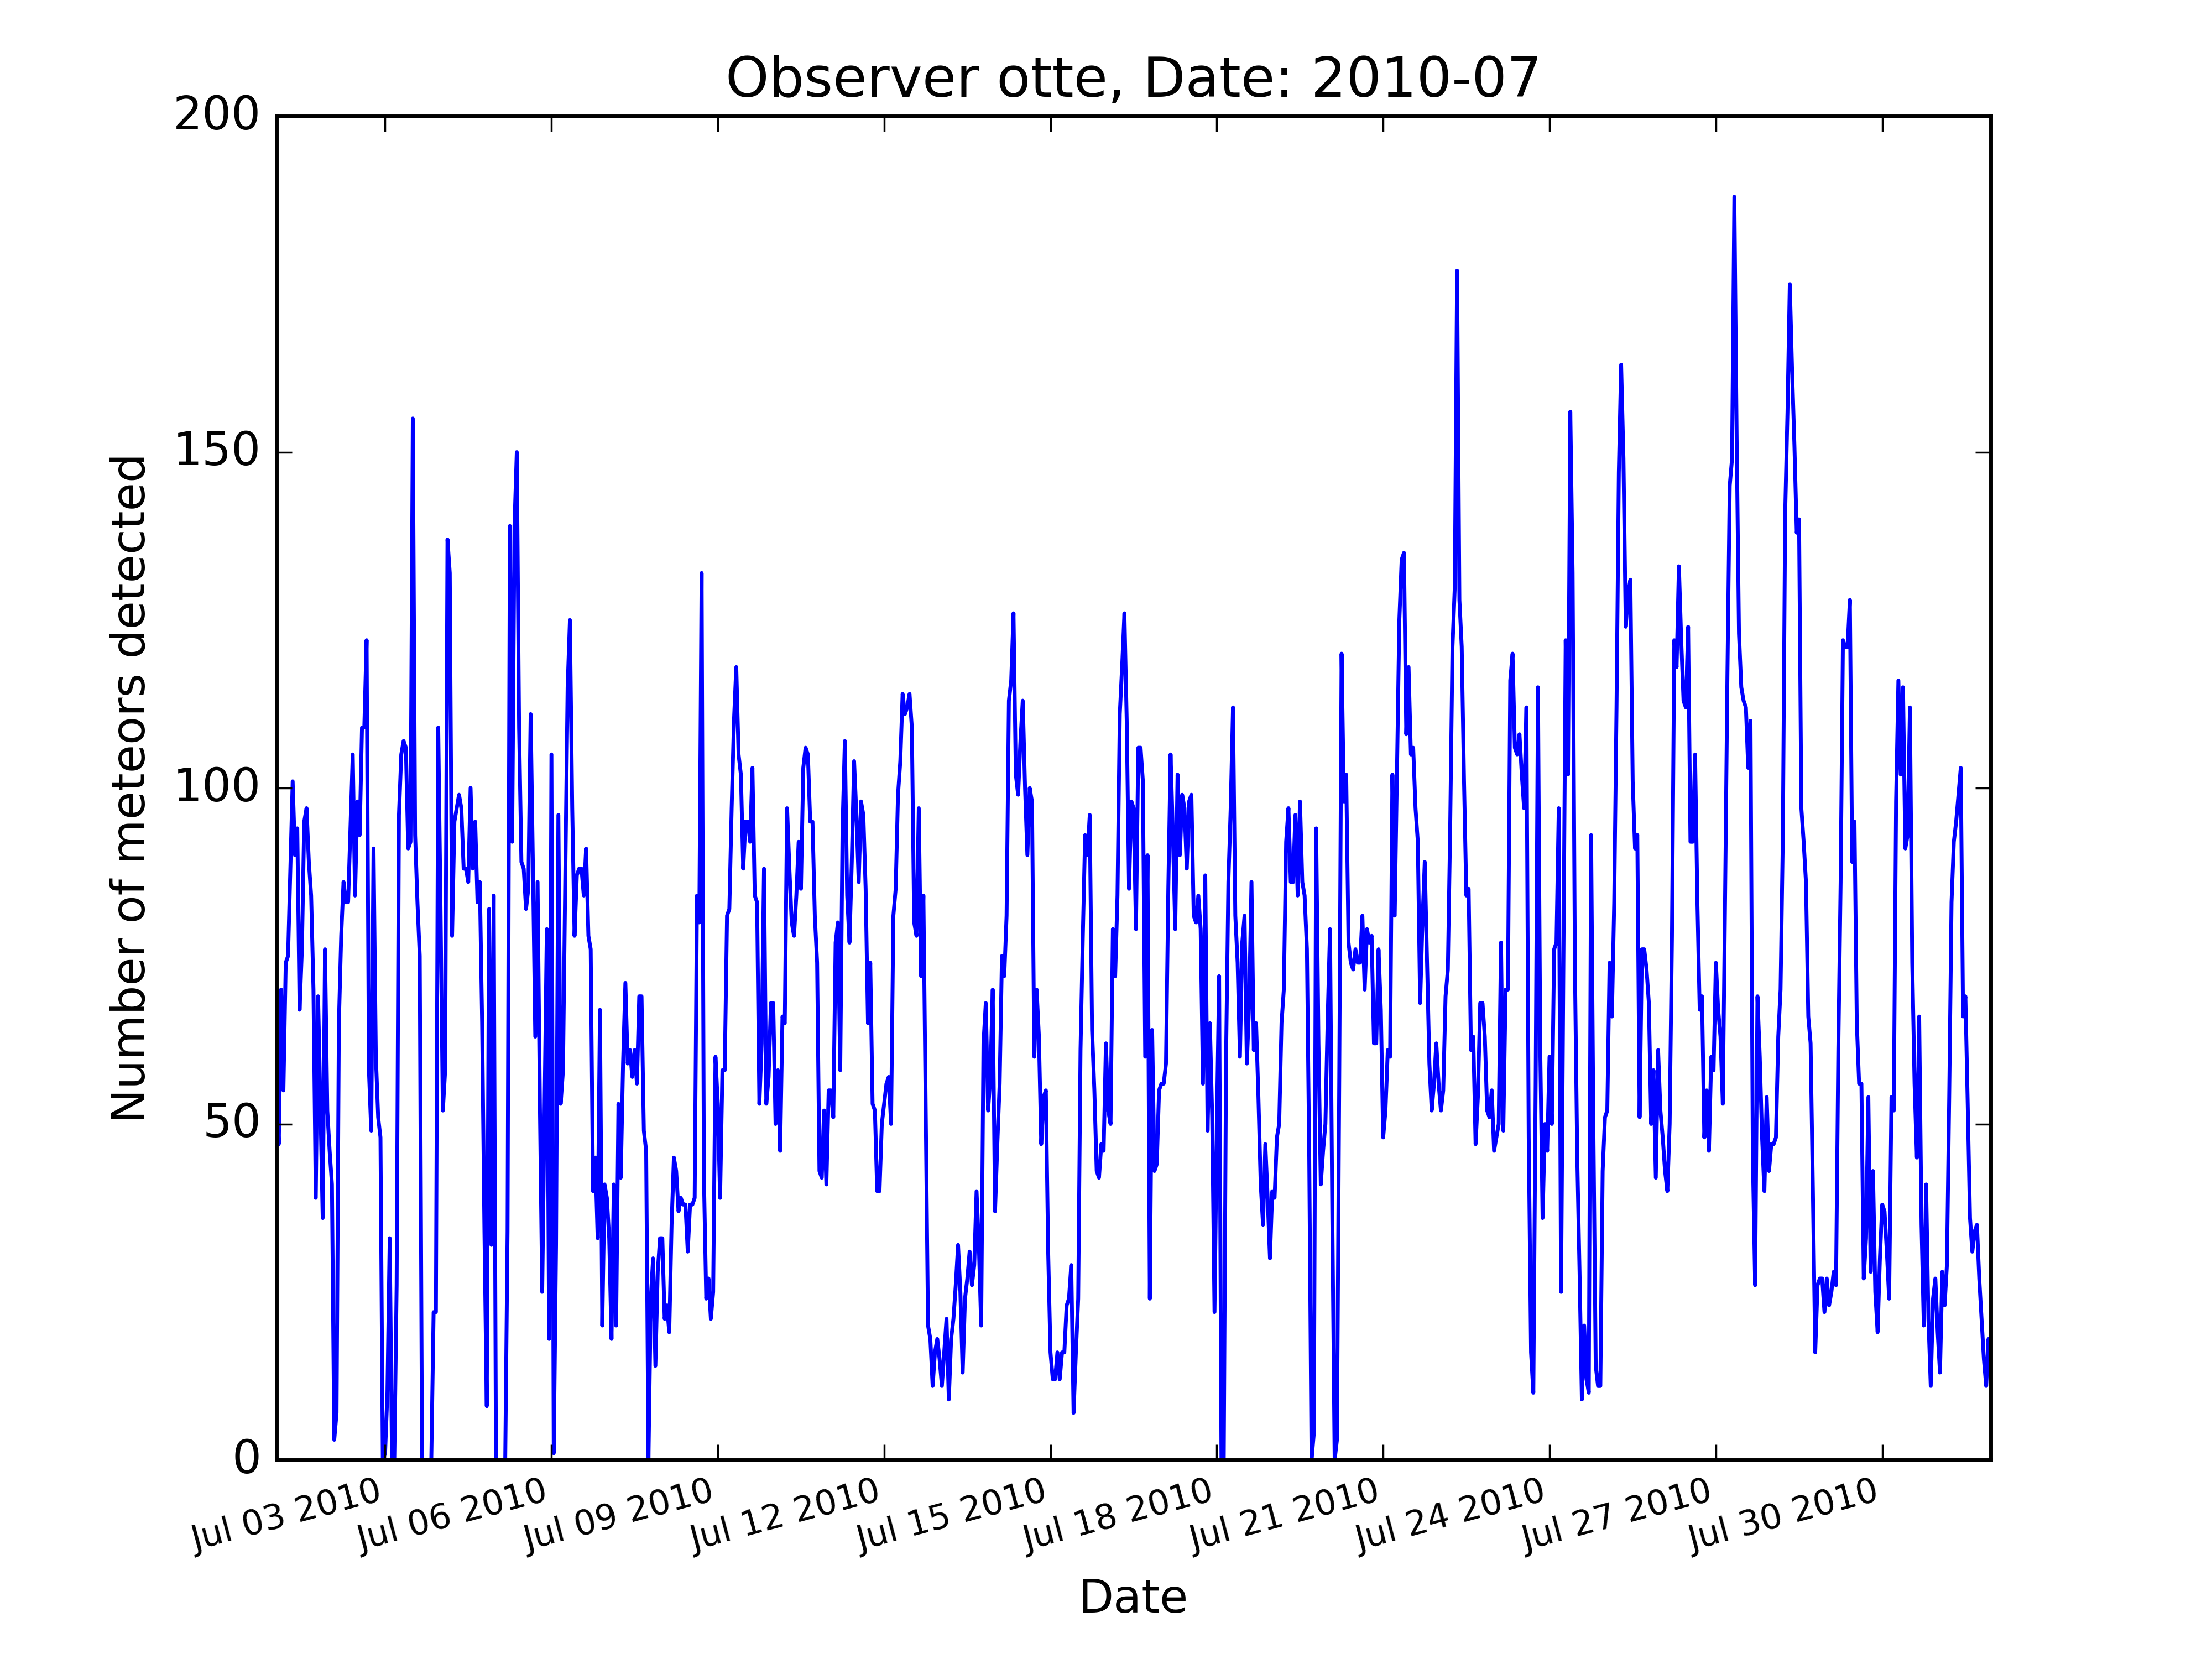 Observer otte, Date: 2010-07
200
150
100
50
0
Number of meteors detected
Jul 03 2010
Jul 06 2010
Jul 09 2010
Jul 12 2010
Jul 15 2010
Jul 18 2010
Jul 21 2010
Jul 24 2010
Jul 27 2010
Jul 30 2010
Date